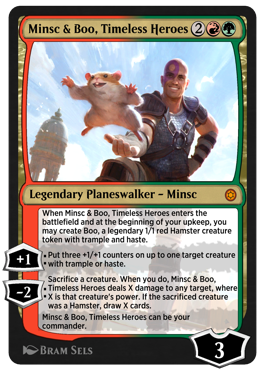 Minsc & Boo, Timeless Heroes 2
Legendary Planeswalker – Minsc
When Minsc & Boo, Timeless Heroes enters the
battlefield and at the beginning of your upkeep, you
may create Boo, a legendary 1/1 red Hamster creature
token with trample and haste.
+1
• Put three +1/+1 counters on up to one target creature
• with trample or haste.
−2
Sacrifice a creature. When you do, Minsc & Boo,
• Timeless Heroes deals X damage to any target, where
• X is that creature's power. If the sacrificed creature
was a Hamster, draw X cards.
Minsc & Boo, Timeless Heroes can be your
commander.
3
BRAM SELS